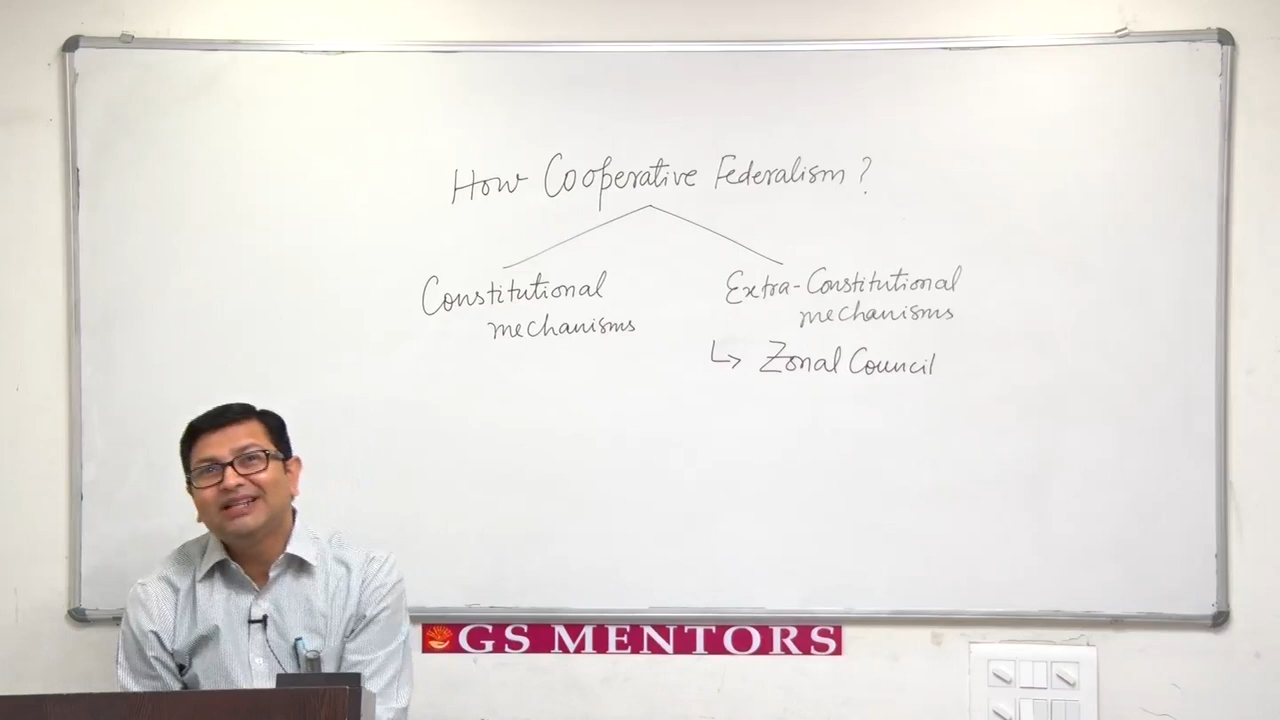 How Cooperative Federalism?
Constitutional
mechanisms
Extra-Constitutional
mechanisms
↳ Zonal Council
GS MENTORS